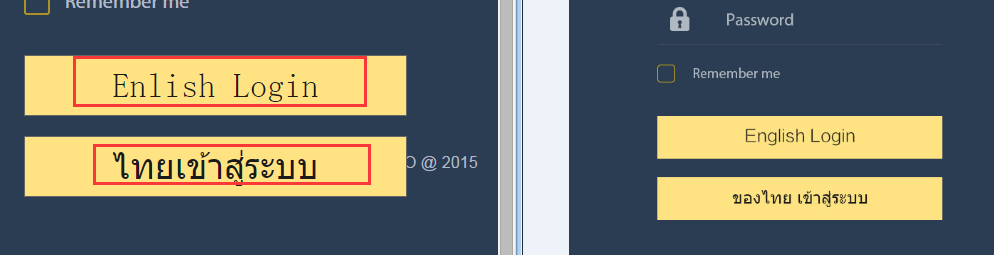 Remember me
Enlish Login
ไทยเข้าสู่ระบบ
O @ 2015
Password
Remember me
English Login
ของไทย เข้าสู่ระบบ